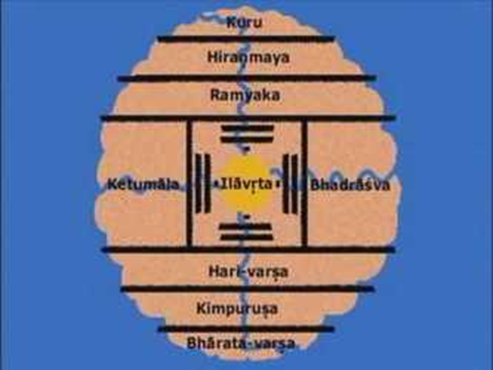 Kuru
Hiraṇmaya
Ramyaka
Ketumāla
Ilāvṛta
Bhadrāśva
Hari-varṣa
Kimpuruṣa
Bhārata-varṣa